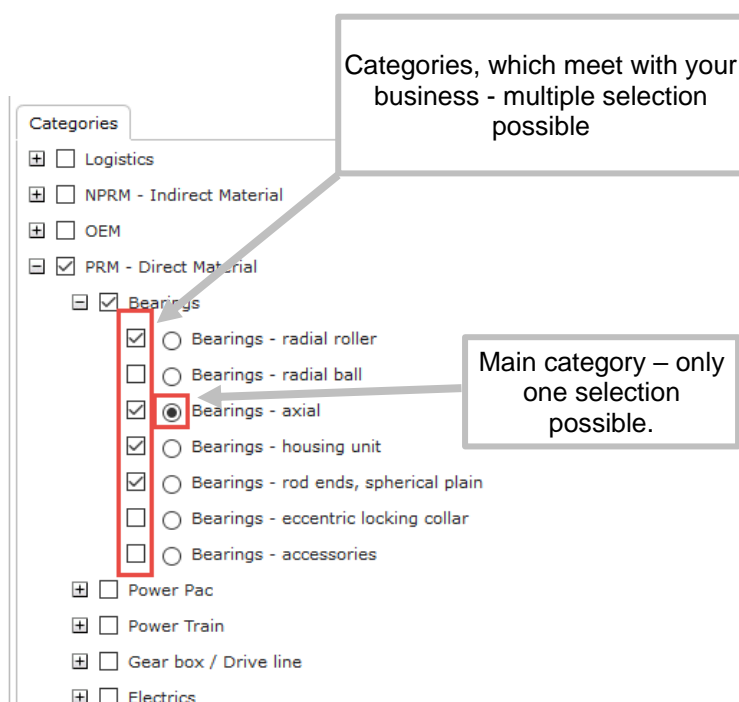 Categories, which meet with your
business - multiple selection
possible
Categories
Logistics
NPRM - Indirect Material
OEM
PRM - Direct Material
Bearings
Bearings - radial roller
Bearings - radial ball
Bearings - axial
Bearings - housing unit
Bearings - rod ends, spherical plain
Bearings - eccentric locking collar
Bearings - accessories
Main category – only
one selection
possible.
Power Pac
Power Train
Gear box / Drive line
Electrics